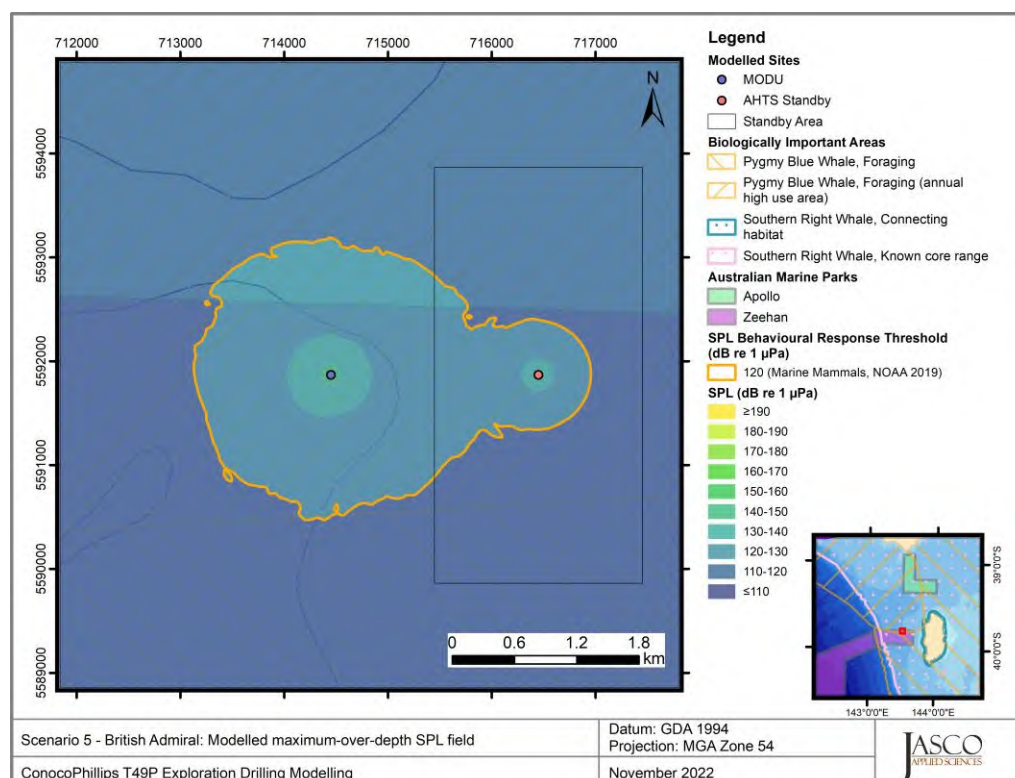 712000 713000 714000 715000 716000 717000
5594000
5593000
5592000
5591000
5590000
5589000
N
0 0.6 1.2 1.8
km
Legend
Modelled Sites
MODU
AHTS Standby
Standby Area
Biologically Important Areas
Pygmy Blue Whale, Foraging
Pygmy Blue Whale, Foraging (annual
high use area)
Southern Right Whale, Connecting
habitat
Southern Right Whale, Known core range
Australian Marine Parks
Apollo
Zeehan
SPL Behavioural Response Threshold
(dB re 1 µPa)
120 (Marine Mammals, NOAA 2019)
SPL (dB re 1 µPa)
≥190
180-190
170-180
160-170
150-160
140-150
130-140
120-130
110-120
≤110
39°0'0"S
40°0'0"S
143°0'0"E 144°0'0"E
Scenario 5 - British Admiral: Modelled maximum-over-depth SPL field
Datum: GDA 1994
Projection: MGA Zone 54
ConocoPhillips T49P Exploration Drilling Modelling
November 2022
JASCO
APPLIED SCIENCES